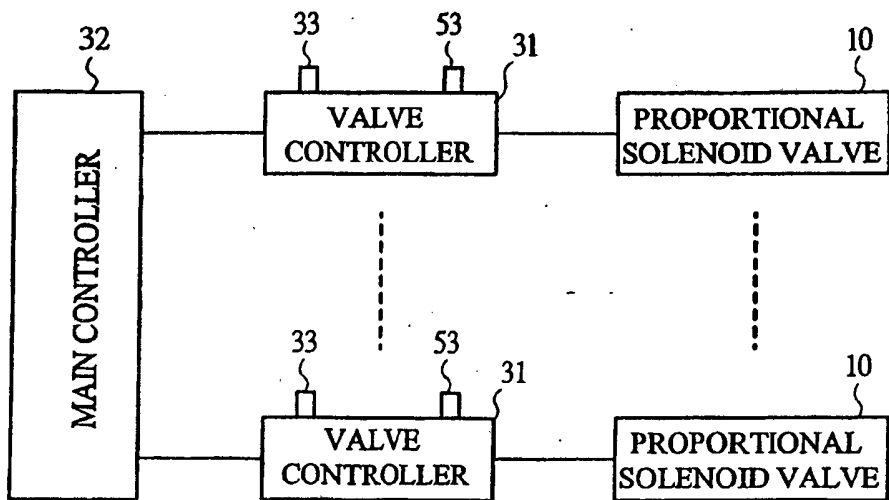 32
33
53
31
10
MAIN CONTROLLER
VALVE
CONTROLLER
PROPORTIONAL
SOLENOID VALVE
33
53
31
10
VALVE
CONTROLLER
PROPORTIONAL
SOLENOID VALVE